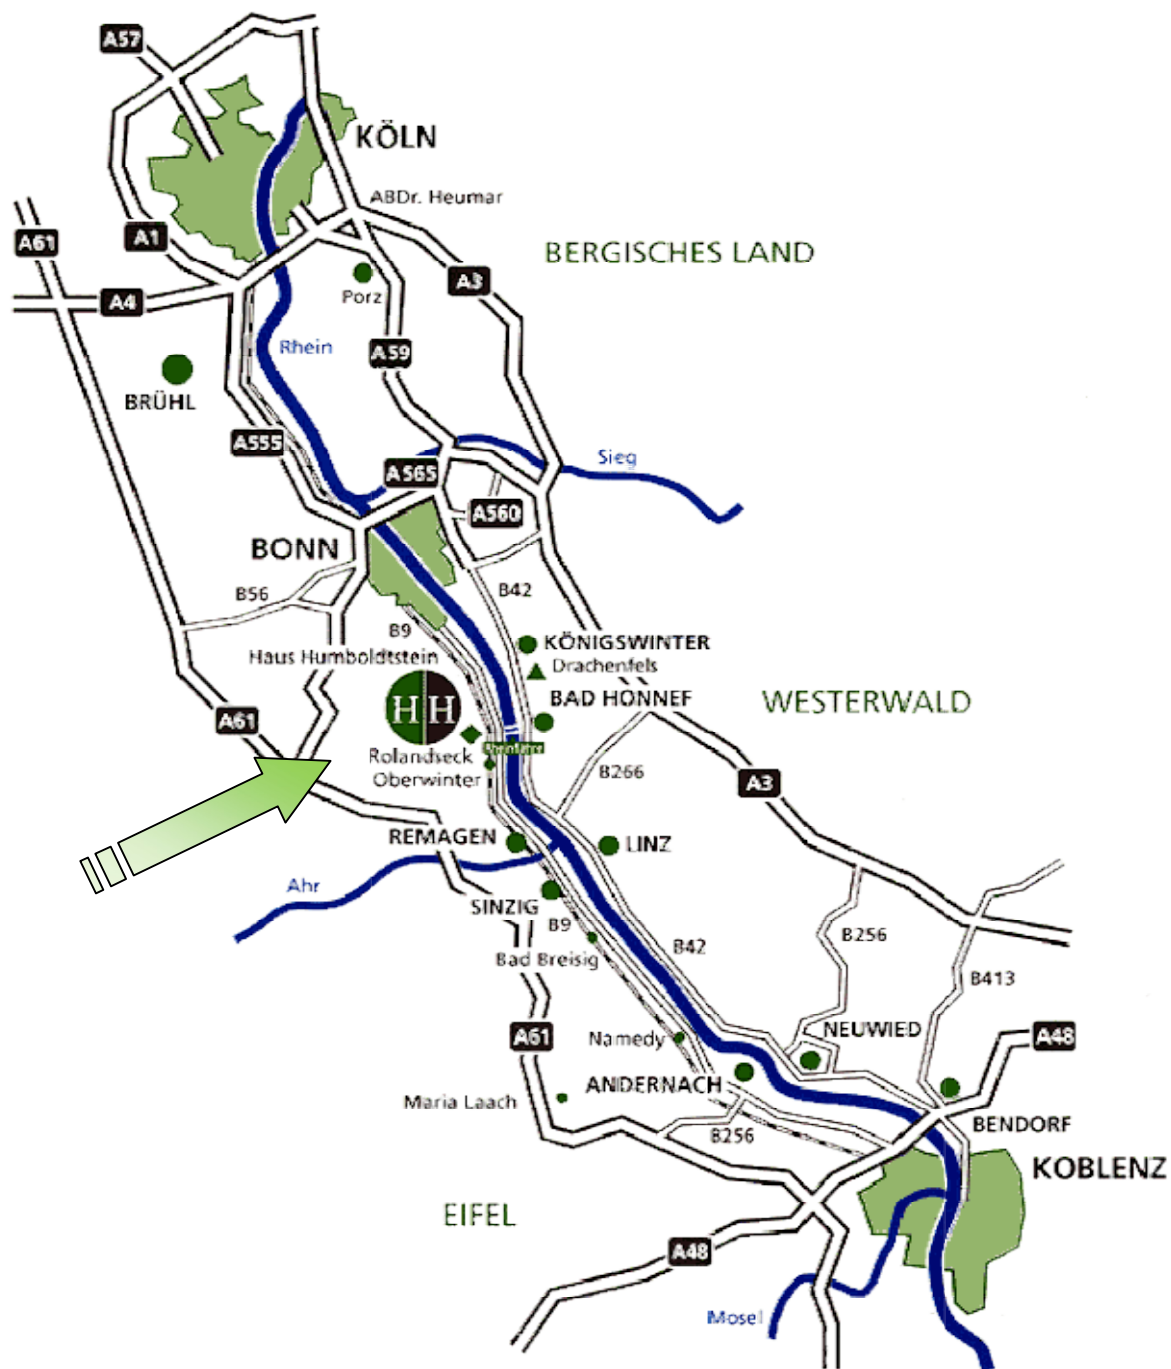 A57
KÖLN
ABDr. Heumar
A61
A1
BERGISCHES LAND
A3
A4
Porz
Rhein
A59
BRÜHL
A555
Sieg
A565
A560
BONN
B56
B42
B9
KÖNIGSWINTER
Haus Humboldtstein
Drachenfels
BAD HONNEF
H H
WESTERWALD
A61
Rolandseck
Rheinfähre
Oberwinter
B266
A3
REMAGEN
LINZ
Ahr
SINZIG
B9
B256
B42
Bad Breisig
B413
A61
Namedy
NEUWIED
A48
ANDERNACH
Maria Laach
BENDORF
B256
KOBLENZ
EIFEL
A48
Mosel